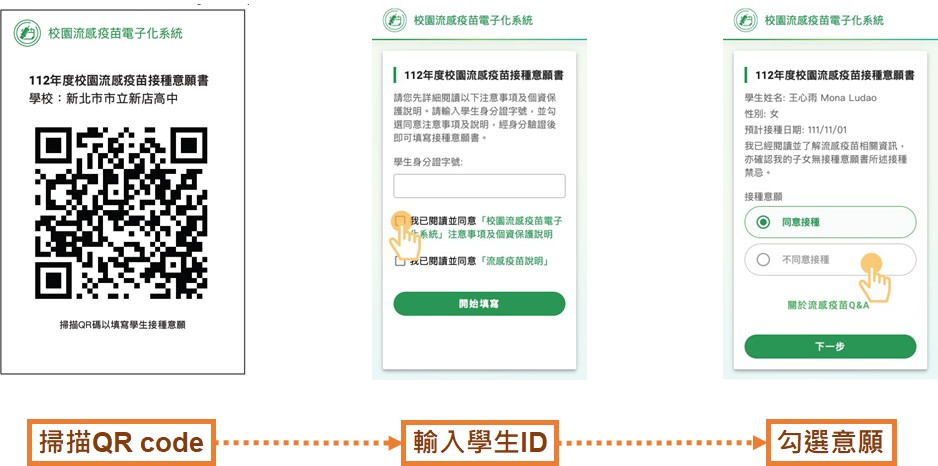 校園流感疫苗電子化系統
112年度校園流感疫苗接種意願書
學校：新北市市立新店高中
掃描QR碼以填寫學生接種意願
校園流感疫苗電子化系統
112年度校園流感疫苗接種意願書
請您先詳細閱讀以下注意事項及個資保
護說明。請輸入學生身分證字號，並勾
選同意注意事項及說明，經身分驗證後
即可填寫接種意願書。
學生身分證字號:
我已閱讀並同意「校園流感疫苗電子
化系統」注意事項及個資保護說明
我已閱讀並同意「流感疫苗說明」
開始填寫
校園流感疫苗電子化系統
112年度校園流感疫苗接種意願書
學生姓名: 王心雨 Mona Ludao
性別: 女
預計接種日期: 111/11/01
我已經閱讀並了解流感疫苗相關資訊，
亦確認我的子女無接種意願書所述接種
禁忌。
接種意願
同意接種
不同意接種
關於流感疫苗Q&A
下一步
掃描QR code
輸入學生ID
勾選意願